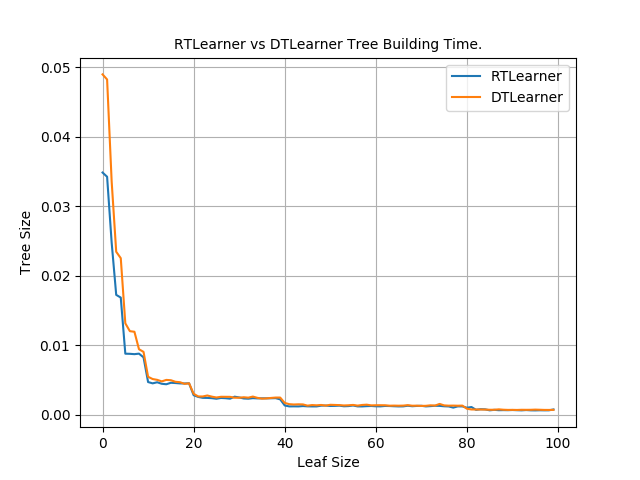 RTLearner vs DTLearner Tree Building Time.
RTLearner
DTLearner
Tree Size
0.05
0.04
0.03
0.02
0.01
0.00
0 20 40 60 80 100
Leaf Size